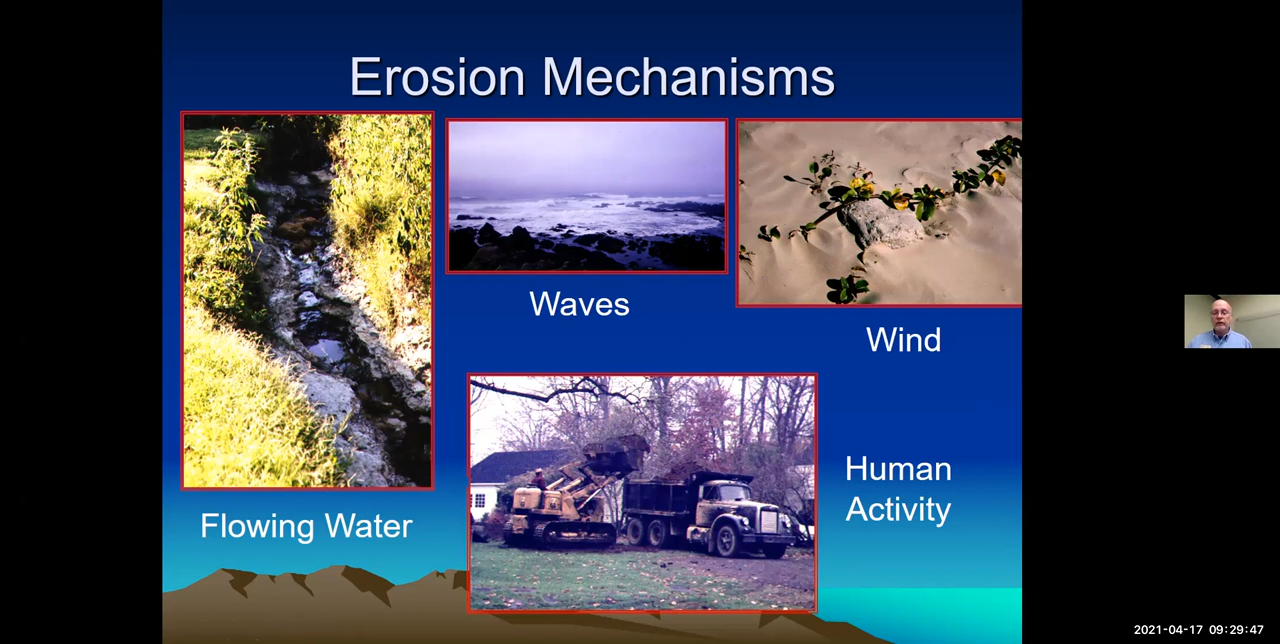 Erosion Mechanisms
Waves
Wind
Human
Activity
Flowing Water
2021-04-17 09:29:47